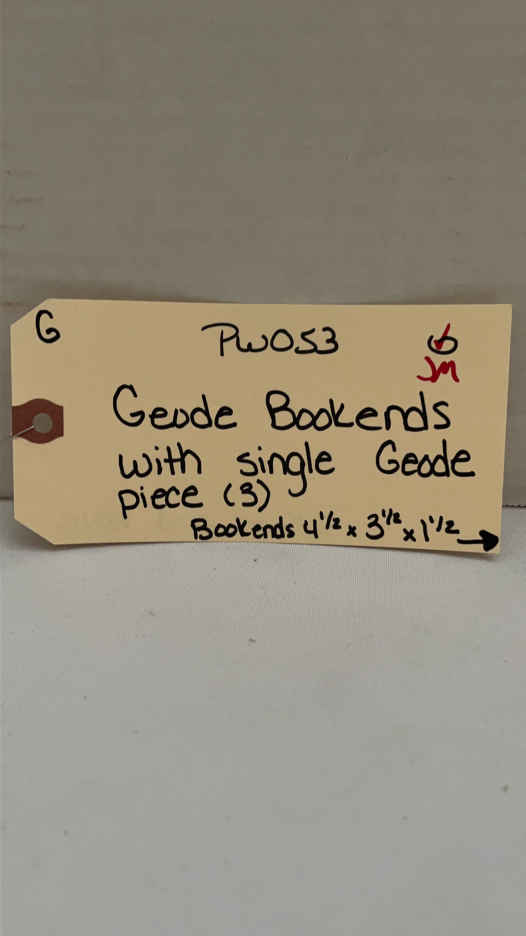 G
PW053
JM
Geode Bookends
with single Geode
piece (3)
Bookends 4 1/2 x 3 1/2 x 1 1/2 →